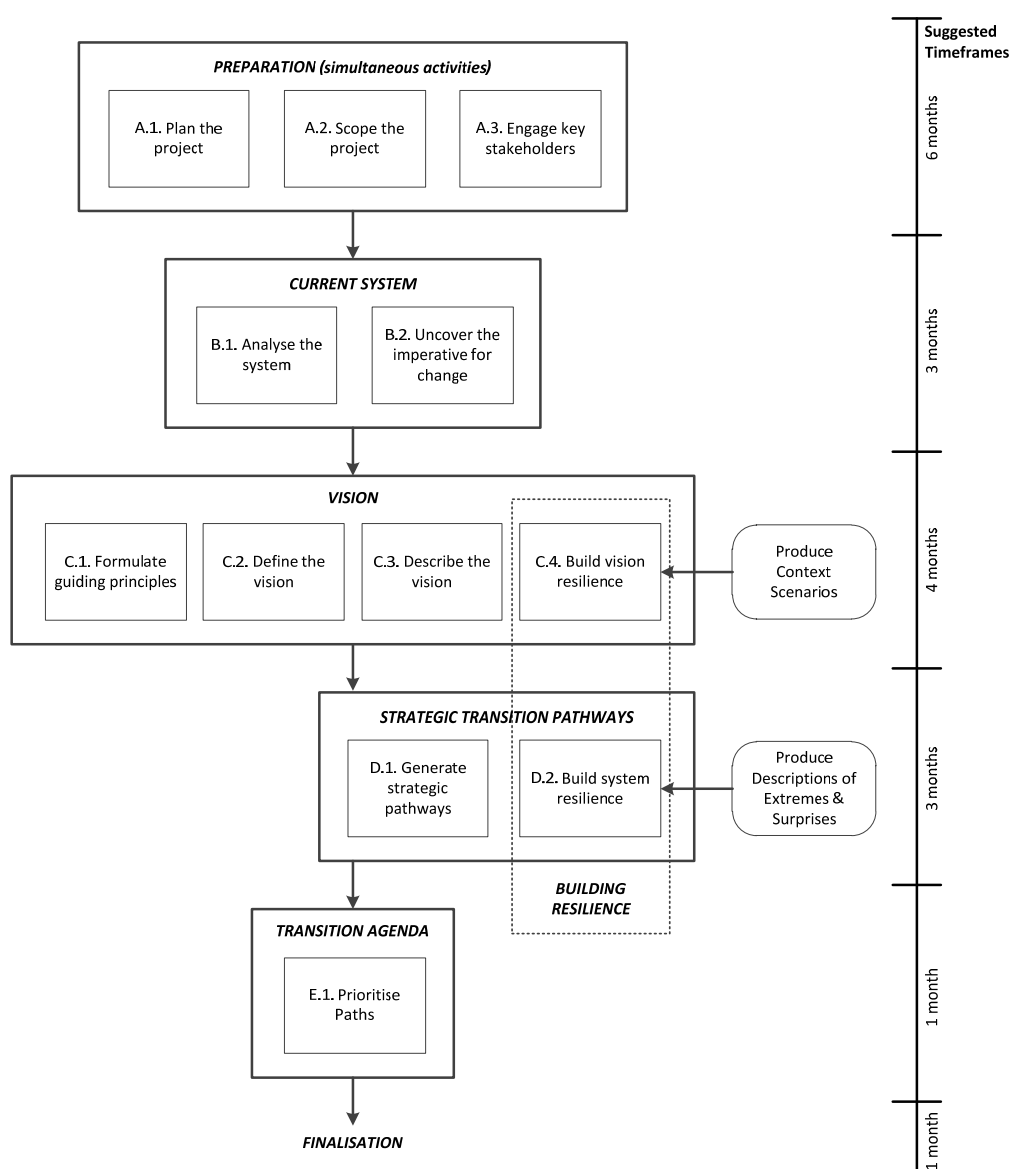 Suggested
Timeframes
PREPARATION (simultaneous activities)
A.1. Plan the
project
A.2. Scope the
project
A.3. Engage key
stakeholders
6 months
CURRENT SYSTEM
B.1. Analyse the
system
B.2. Uncover the
imperative for
change
3 months
VISION
C.1. Formulate
guiding principles
C.2. Define the
vision
C.3. Describe the
vision
C.4. Build vision
resilience
Produce
Context
Scenarios
4 months
STRATEGIC TRANSITION PATHWAYS
D.1. Generate
strategic
pathways
D.2. Build system
resilience
Produce
Descriptions of
Extremes &
Surprises
3 months
BUILDING
RESILIENCE
TRANSITION AGENDA
E.1. Prioritise
Paths
1 month
FINALISATION
1 month